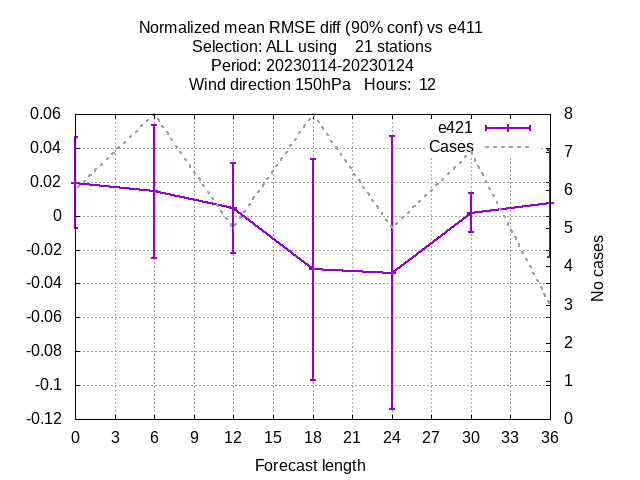 Normalized mean RMSE diff (90% conf) vs e411
Selection: ALL using    21 stations
Period: 20230114-20230124
Wind direction 150hPa   Hours:  12
0.06
0.04
0.02
0
-0.02
-0.04
-0.06
-0.08
-0.1
-0.12
e421
Cases
8
7
6
5
4
3
2
1
0
No cases
0 3 6 9 12 15 18 21 24 27 30 33 36
Forecast length